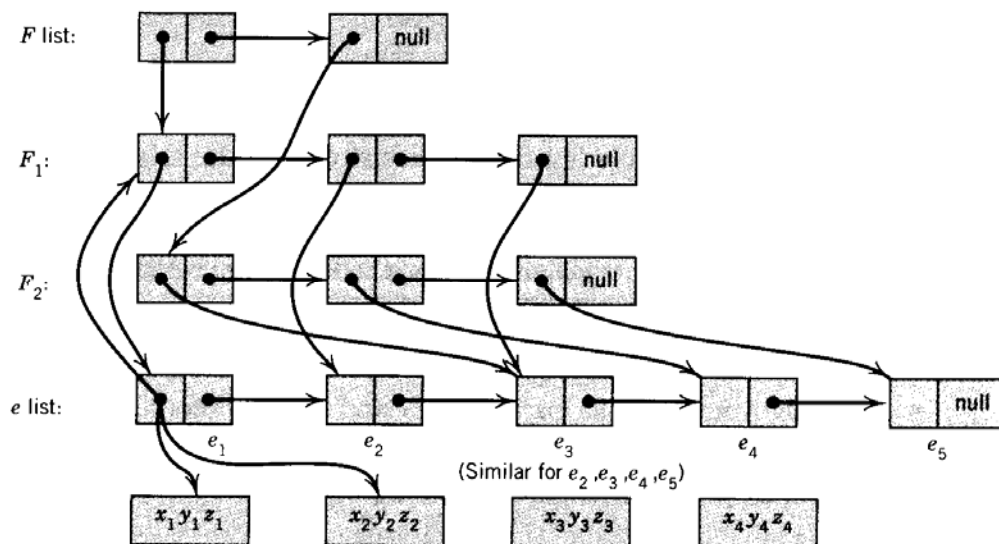 F list: null
F₁: null
F₂: null
e list: null
e₁ e₂ e₃ e₄ e₅
(Similar for e₂,e₃,e₄,e₅)
x₁y₁z₁ x₂y₂z₂ x₃y₃z₃ x₄y₄z₄